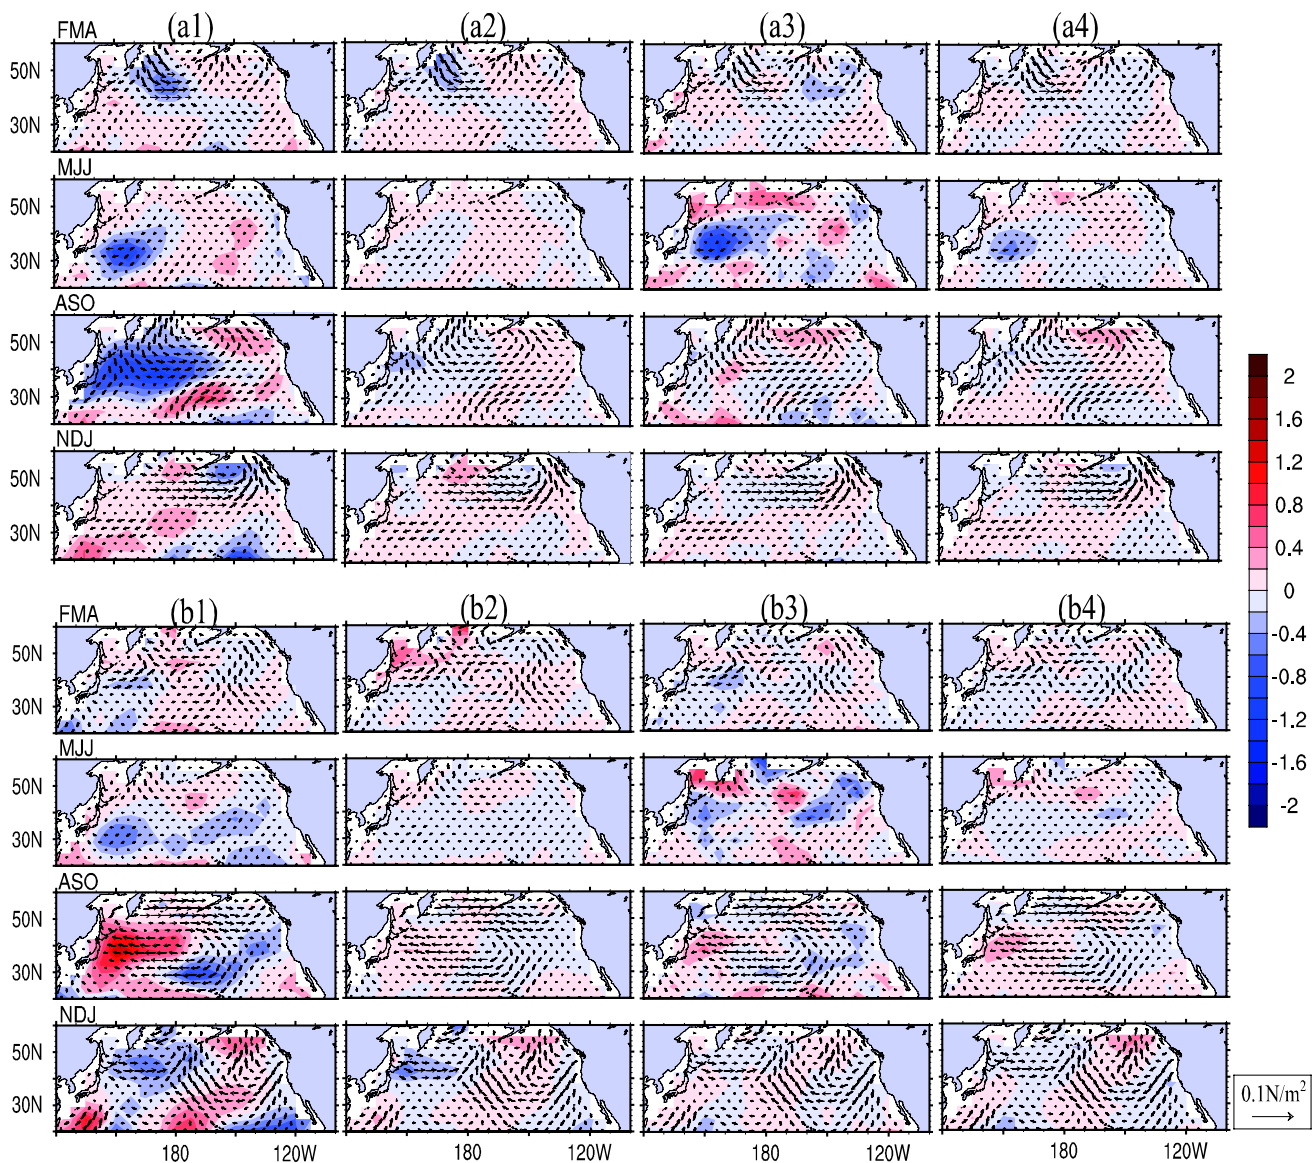 FMA (a1) (a2) (a3) (a4)
50N
30N
MJJ
50N
30N
ASO
50N
30N
NDJ
50N
30N
2
1.6
1.2
0.8
0.4
0
-0.4
-0.8
-1.2
-1.6
-2
FMA (b1) (b2) (b3) (b4)
50N
30N
MJJ
50N
30N
ASO
50N
30N
NDJ
50N
30N
180 120W 180 120W 180 120W 180 120W
0.1N/m²